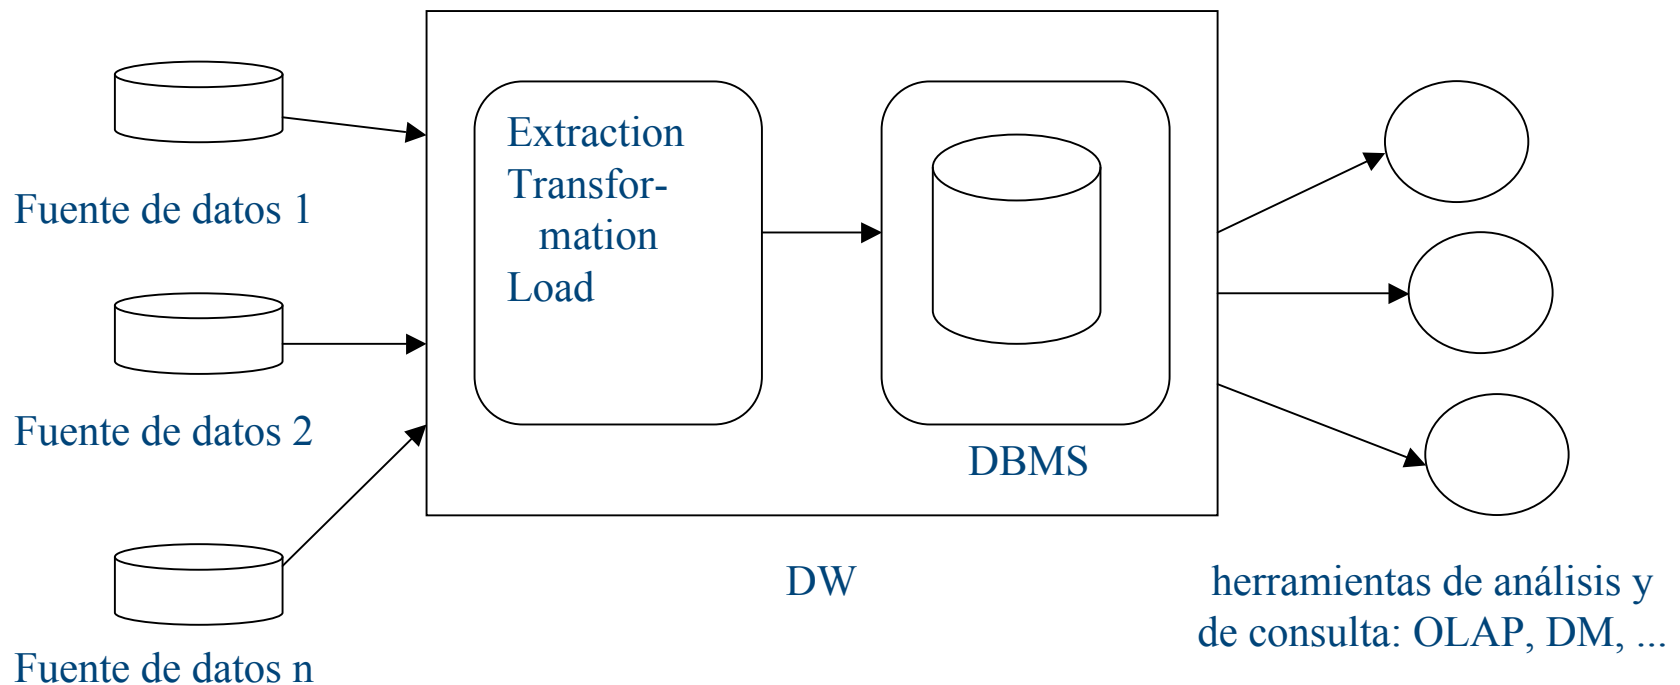 Fuente de datos 1
Fuente de datos 2
Fuente de datos n
Extraction
Transfor-
mation
Load
DBMS
DW
herramientas de análisis y
de consulta: OLAP, DM, ...